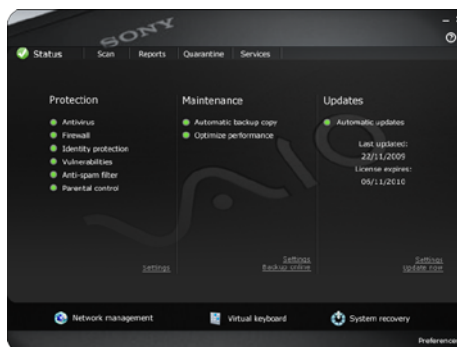 SONY
Status Scan Reports Quarantine Services
Protection
Antivirus
Firewall
Identity protection
Vulnerabilities
Anti-spam filter
Parental control
Settings
Maintenance
Automatic backup copy
Optimize performance
Settings
Backup online
Updates
Automatic updates
Last updated:
22/11/2009
License expires:
06/11/2010
Settings
Update now
VAIO
Network management Virtual keyboard System recovery
Preferences